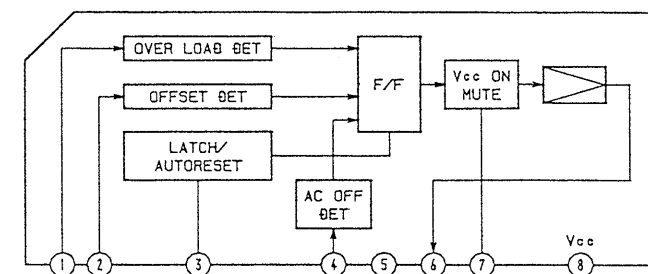 OVER LOAD DET
F/F
Vcc ON
MUTE
OFFSET DET
LATCH/
AUTORESET
AC OFF
DET
Vcc
1 2 3 4 5 6 7 8